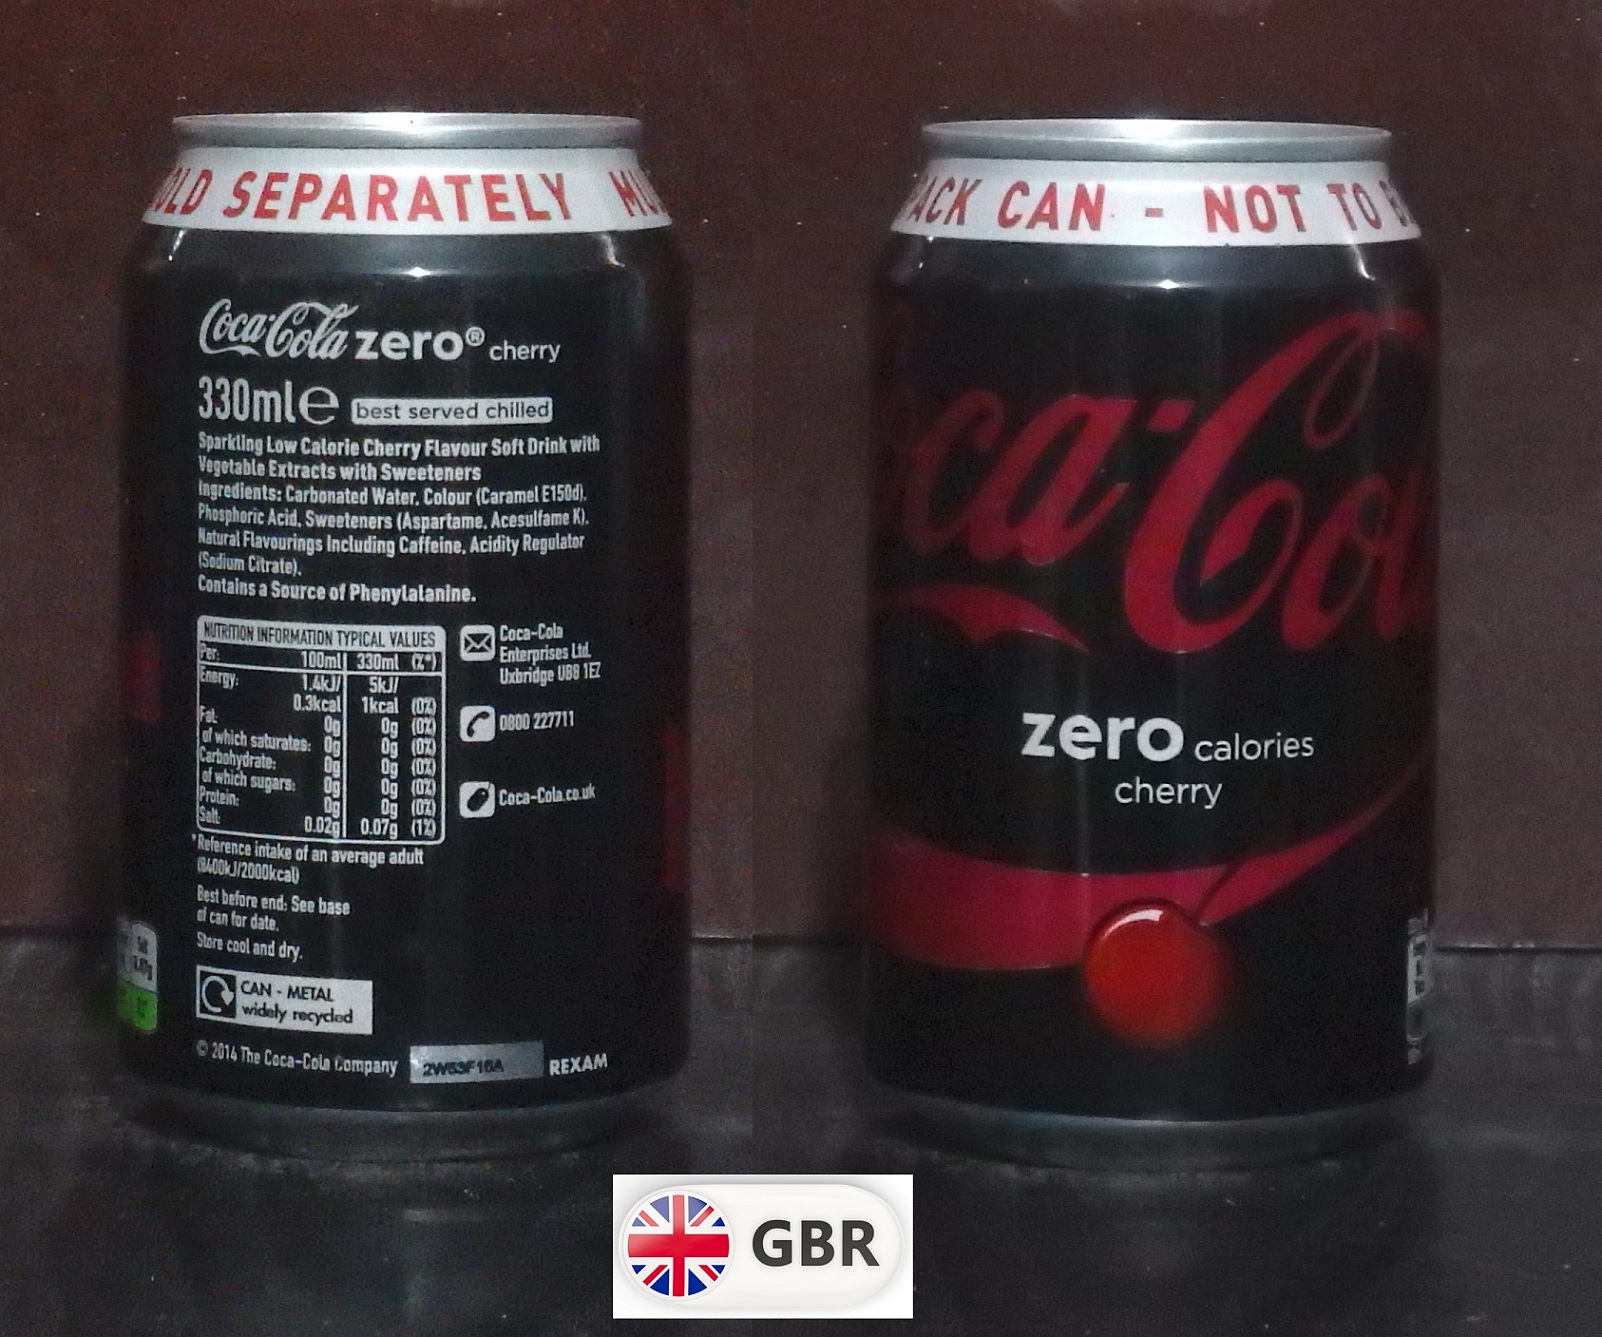 SEPARATELY
Coca-Cola zero® cherry
330ml℮ best served chilled
Sparkling Low Calorie Cherry Flavour Soft Drink with
Vegetable Extracts with Sweeteners
Ingredients: Carbonated Water, Colour (Caramel E150d),
Phosphoric Acid, Sweeteners (Aspartame, Acesulfame K),
Natural Flavourings Including Caffeine, Acidity Regulator
(Sodium Citrate).
Contains a Source of Phenylalanine.
NUTRITION INFORMATION TYPICAL VALUES
Per: 100ml 330ml (%*)
Energy: 1.4kJ/ 5kJ/
0.3kcal 1kcal (0%)
Fat: 0g 0g (0%)
of which saturates: 0g 0g (0%)
Carbohydrate: 0g 0g (0%)
of which sugars: 0g 0g (0%)
Protein: 0g 0g (0%)
Salt: 0.02g 0.07g (1%)
*Reference intake of an average adult
(8400kJ/2000kcal)
Best before end: See base
of can for date.
Store cool and dry.
CAN - METAL
widely recycled
© 2014 The Coca-Cola Company 2W53F16A REXAM
Coca-Cola
Enterprises Ltd.
Uxbridge UB8 1EZ
0800 227711
Coca-Cola.co.uk
PACK CAN - NOT TO BE
Coca-Cola
zero calories
cherry
GBR